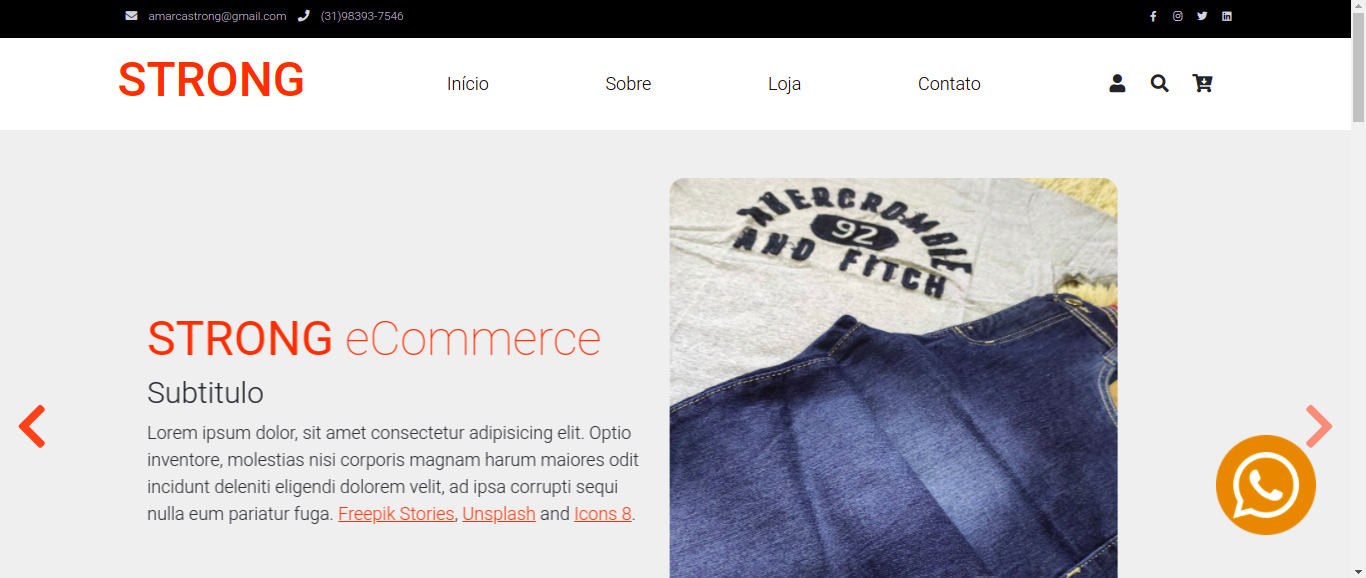 amarcastrong@gmail.com (31)98393-7546
STRONG Início Sobre Loja Contato
ABERCROMBIE
92
AND FITCH
STRONG eCommerce
Subtitulo
Lorem ipsum dolor, sit amet consectetur adipisicing elit. Optio
inventore, molestias nisi corporis magnam harum maiores odit
incidunt deleniti eligendi dolorem velit, ad ipsa corrupti sequi
nulla eum pariatur fuga. Freepik Stories, Unsplash and Icons 8.